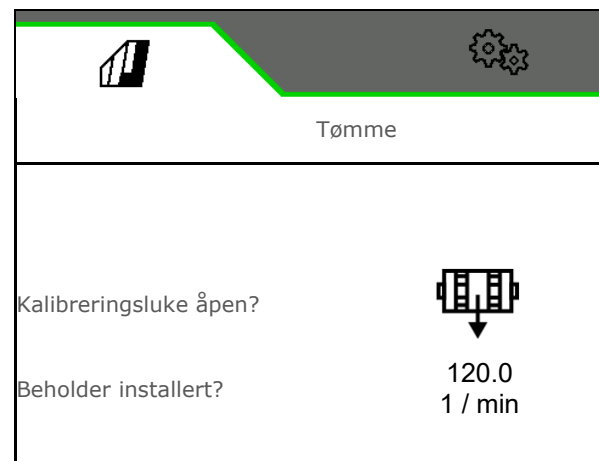 Tømme
Kalibreringsluke åpen?
Beholder installert?
120.0
1 / min